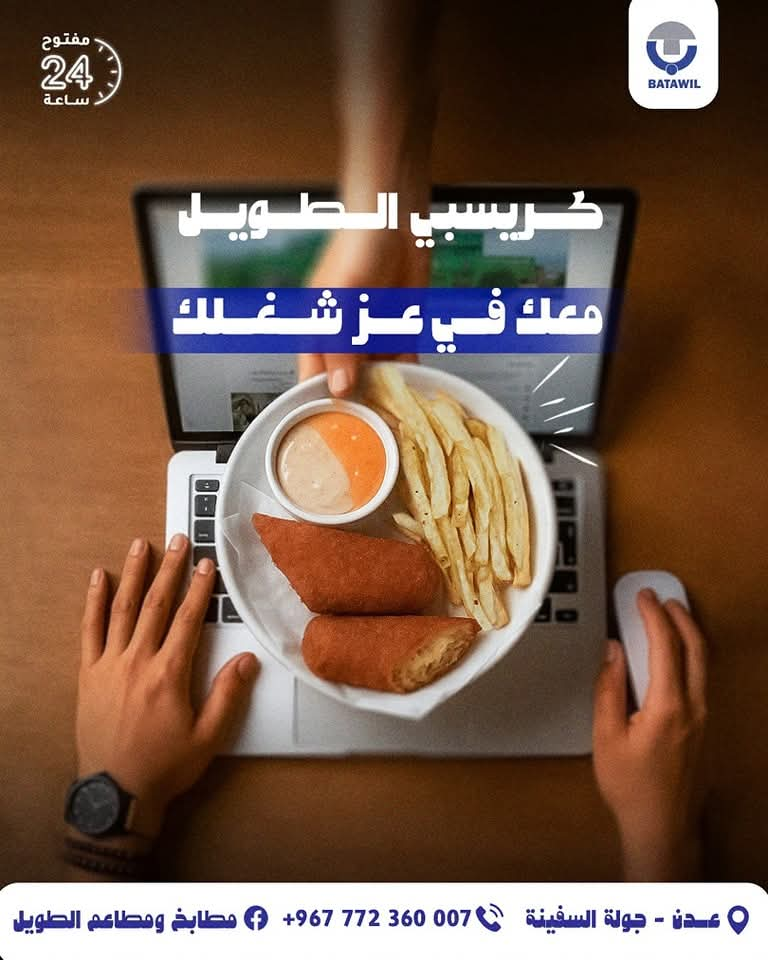 مفتوح
24
ساعة
BATAWIL
كريسبي الطويل
معك في عز شغلك
عدن - جولة السفينة
+967 772 360 007
مطابخ ومطاعم الطويل